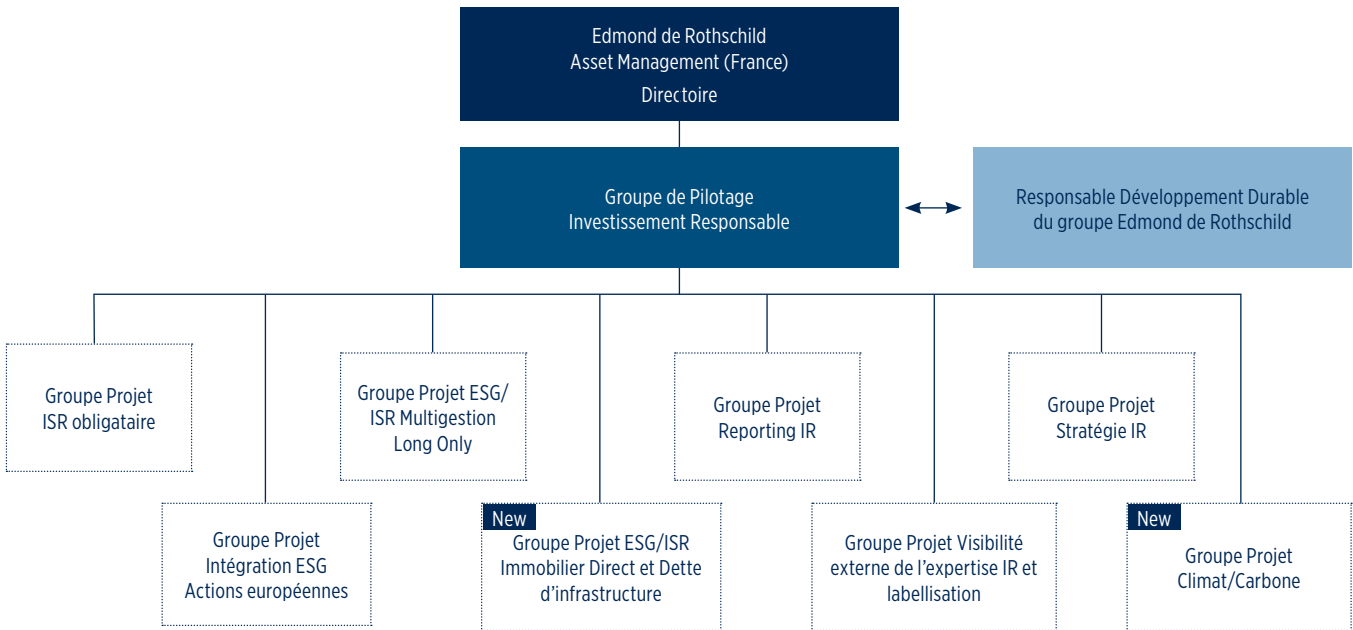 Edmond de Rothschild
Asset Management (France)
Directoire
Groupe de Pilotage
Investissement Responsable
Responsable Développement Durable
du groupe Edmond de Rothschild
Groupe Projet
ISR obligataire
Groupe Projet ESG/
ISR Multigestion
Long Only
Groupe Projet
Reporting IR
Groupe Projet
Stratégie IR
Groupe Projet
Intégration ESG
Actions européennes
New
Groupe Projet ESG/ISR
Immobilier Direct et Dette
d’infrastructure
Groupe Projet Visibilité
externe de l’expertise IR et
labellisation
New
Groupe Projet
Climat/Carbone